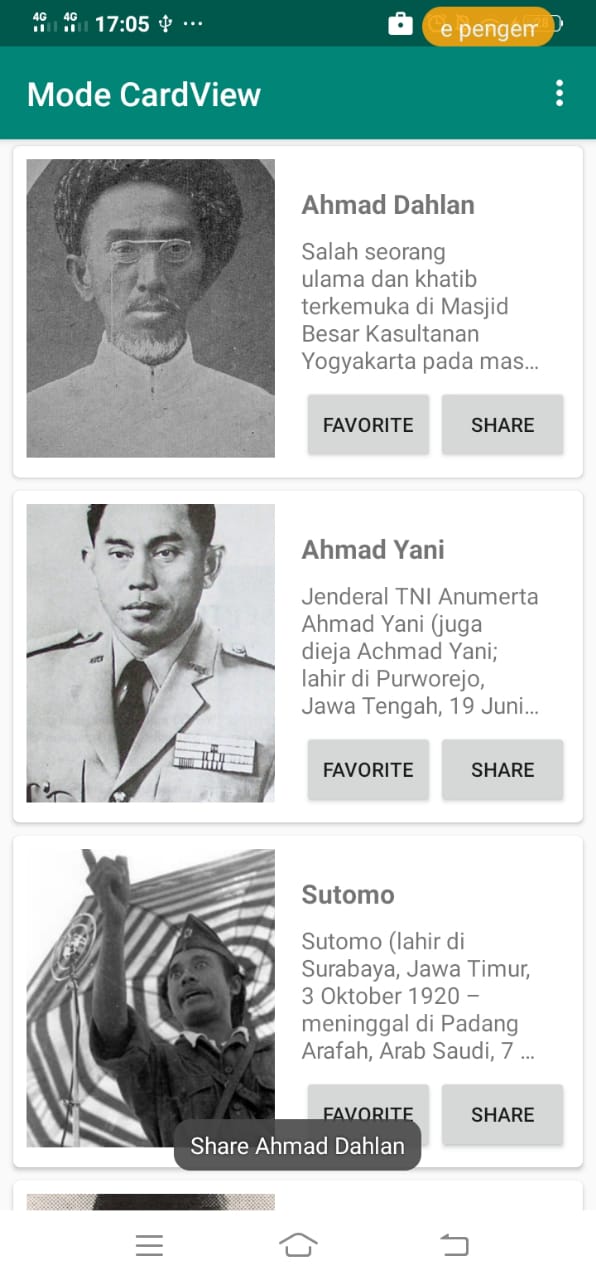 4G 4G 17:05 ...
e pengem
Mode CardView
Ahmad Dahlan
Salah seorang
ulama dan khatib
terkemuka di Masjid
Besar Kasultanan
Yogyakarta pada mas...
FAVORITE SHARE
Ahmad Yani
Jenderal TNI Anumerta
Ahmad Yani (juga
dieja Achmad Yani;
lahir di Purworejo,
Jawa Tengah, 19 Juni...
FAVORITE SHARE
Sutomo
Sutomo (lahir di
Surabaya, Jawa Timur,
3 Oktober 1920 –
meninggal di Padang
Arafah, Arab Saudi, 7 ...
FAVORITE SHARE
Share Ahmad Dahlan